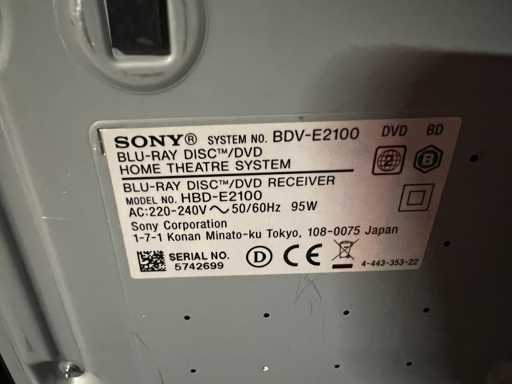 SONY® SYSTEM NO. BDV-E2100 DVD BD
BLU-RAY DISC™/DVD
HOME THEATRE SYSTEM
2 B
BLU-RAY DISC™/DVD RECEIVER
MODEL NO. HBD-E2100
AC:220-240V ~ 50/60Hz 95W
Sony Corporation
1-7-1 Konan Minato-ku Tokyo, 108-0075 Japan
SERIAL NO.
5742699
D CE
4-443-353-22